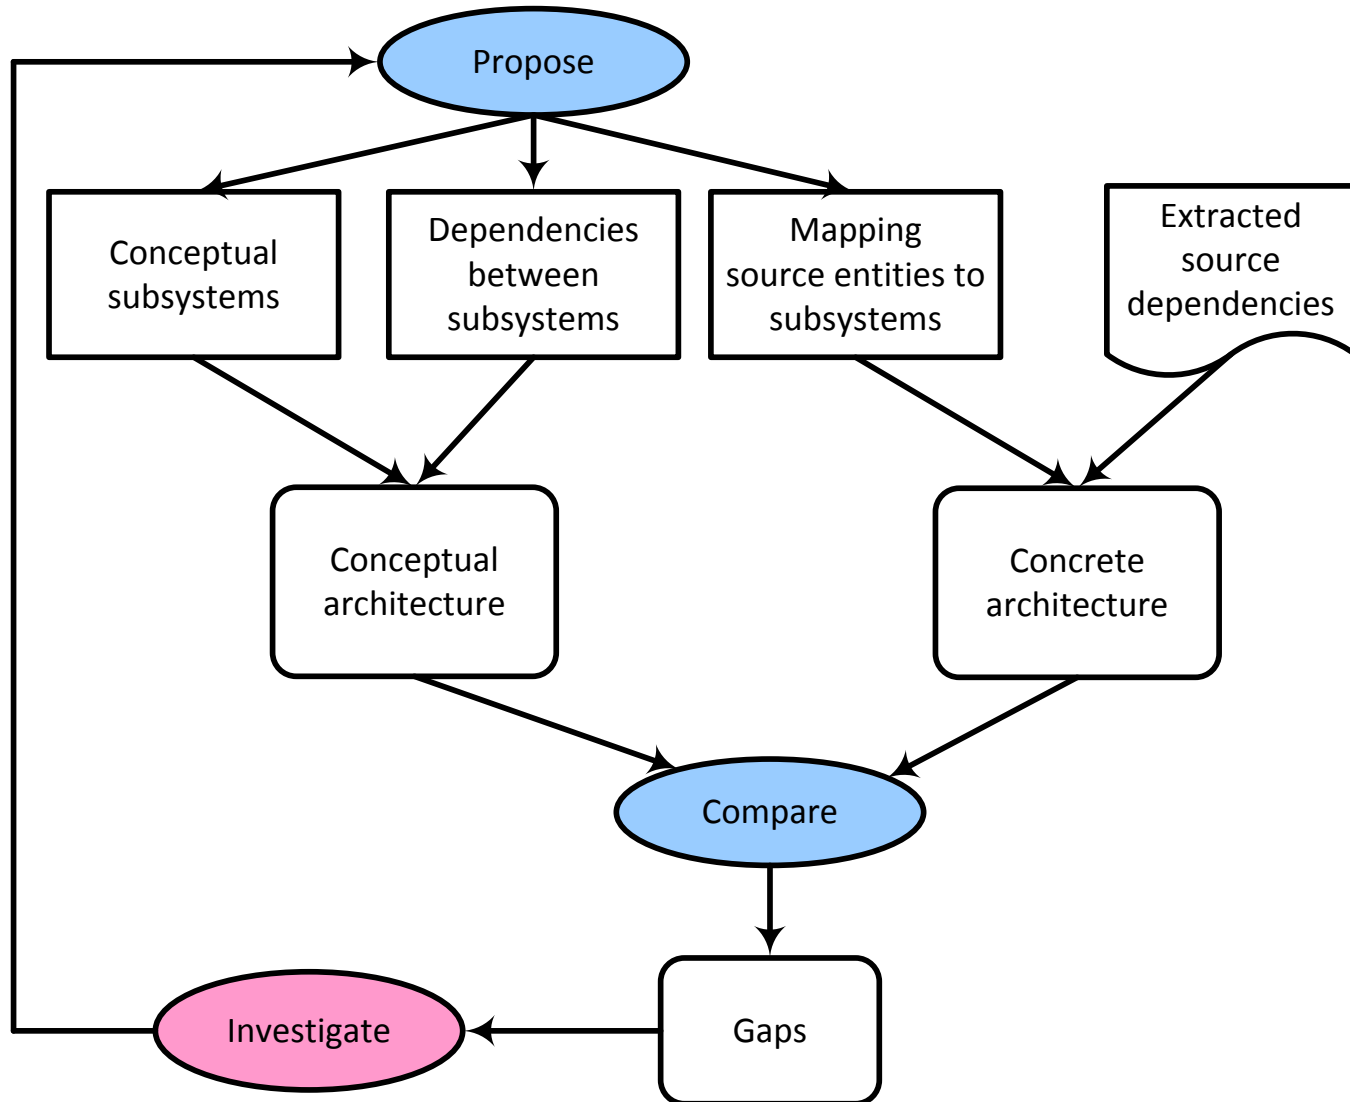 Propose
Conceptual
subsystems
Dependencies
between
subsystems
Mapping
source entities to
subsystems
Extracted
source
dependencies
Conceptual
architecture
Concrete
architecture
Compare
Investigate
Gaps